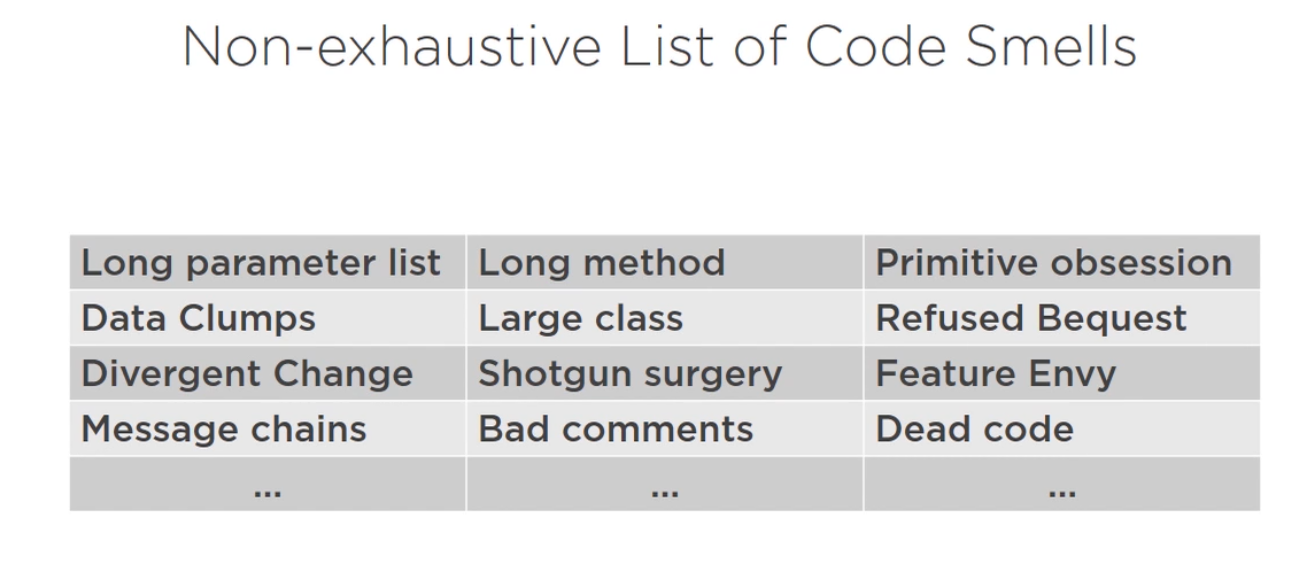 Non-exhaustive List of Code Smells
Long parameter list Long method Primitive obsession
Data Clumps Large class Refused Bequest
Divergent Change Shotgun surgery Feature Envy
Message chains Bad comments Dead code
... ... ...